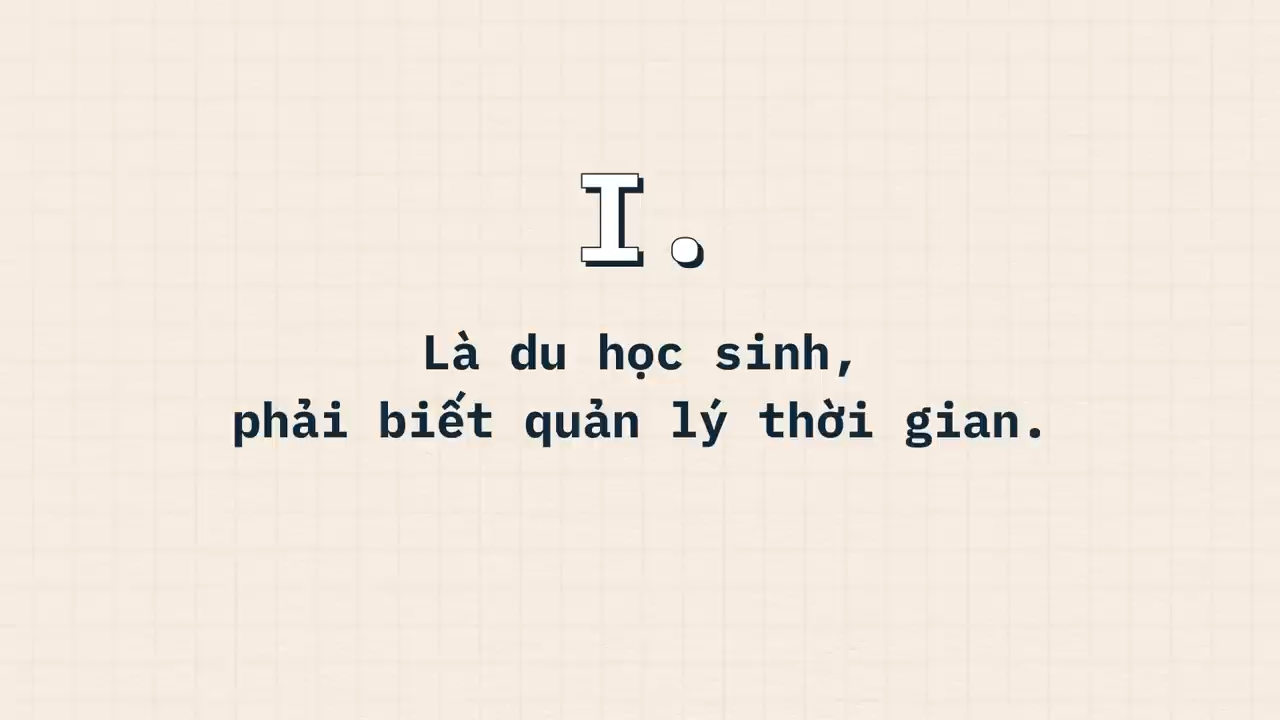 I.
Là du học sinh,
phải biết quản lý thời gian.